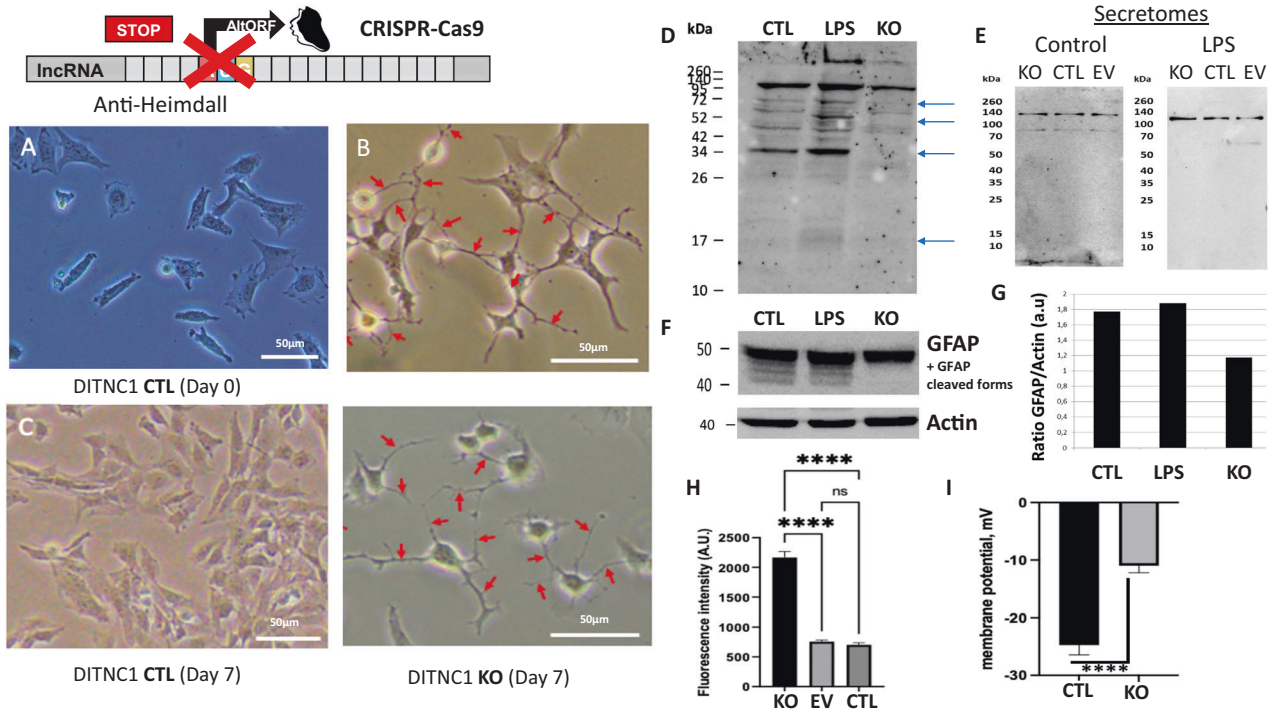 STOP
AltORF
CRISPR-Cas9
lncRNA
G
Anti-Heimdall
A
50µm
DITNC1 CTL (Day 0)
B
50µm
C
50µm
DITNC1 CTL (Day 7)
50µm
DITNC1 KO (Day 7)
D
kDa
CTL LPS KO
260
140
95
72
52
42
34
26
17
10
Secretomes
E
Control
LPS
kDa
KO CTL EV
260
140
100
70
50
40
35
25
15
10
kDa
KO CTL EV
260
140
100
70
50
40
35
25
15
10
F
CTL LPS KO
50
40
GFAP
+ GFAP
cleaved forms
40
Actin
G
Ratio GFAP/Actin (a.u)
2
1,8
1,6
1,4
1,2
1
0,8
0,6
0,4
0,2
0
CTL LPS KO
H
****
ns
****
Fluorescence intensity (A.U.)
2500
2000
1500
1000
500
0
KO EV CTL
I
membrane potential, mV
0
-10
-20
-30
****
CTL KO